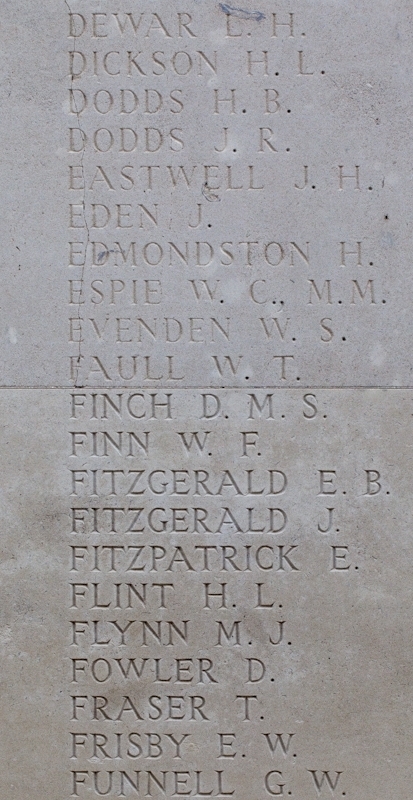 DEWAR L. H.
DICKSON H. L.
DODDS H. B.
DODDS J. R.
EASTWELL J. H.
EDEN J.
EDMONDSTON H.
ESPIE W. C., M.M.
EVENDEN W. S.
FAULL W. T.
FINCH D. M. S.
FINN W. F.
FITZGERALD E. B.
FITZGERALD J.
FITZPATRICK E.
FLINT H. L.
FLYNN M. J.
FOWLER D.
FRASER T.
FRISBY E. W.
FUNNELL G. W.